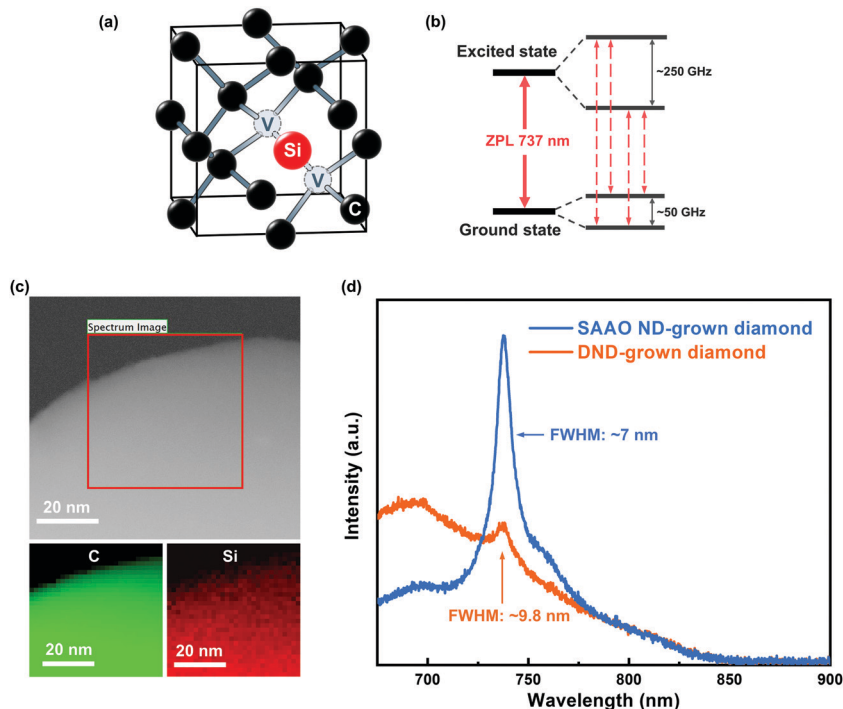 (a)
V
Si
V
C
(b)
Excited state
~250 GHz
ZPL 737 nm
~50 GHz
Ground state
(c)
Spectrum Image
20 nm
C
20 nm
Si
20 nm
(d)
SAAO ND-grown diamond
DND-grown diamond
FWHM: ~7 nm
FWHM: ~9.8 nm
Intensity (a.u.)
700 750 800 850 900
Wavelength (nm)